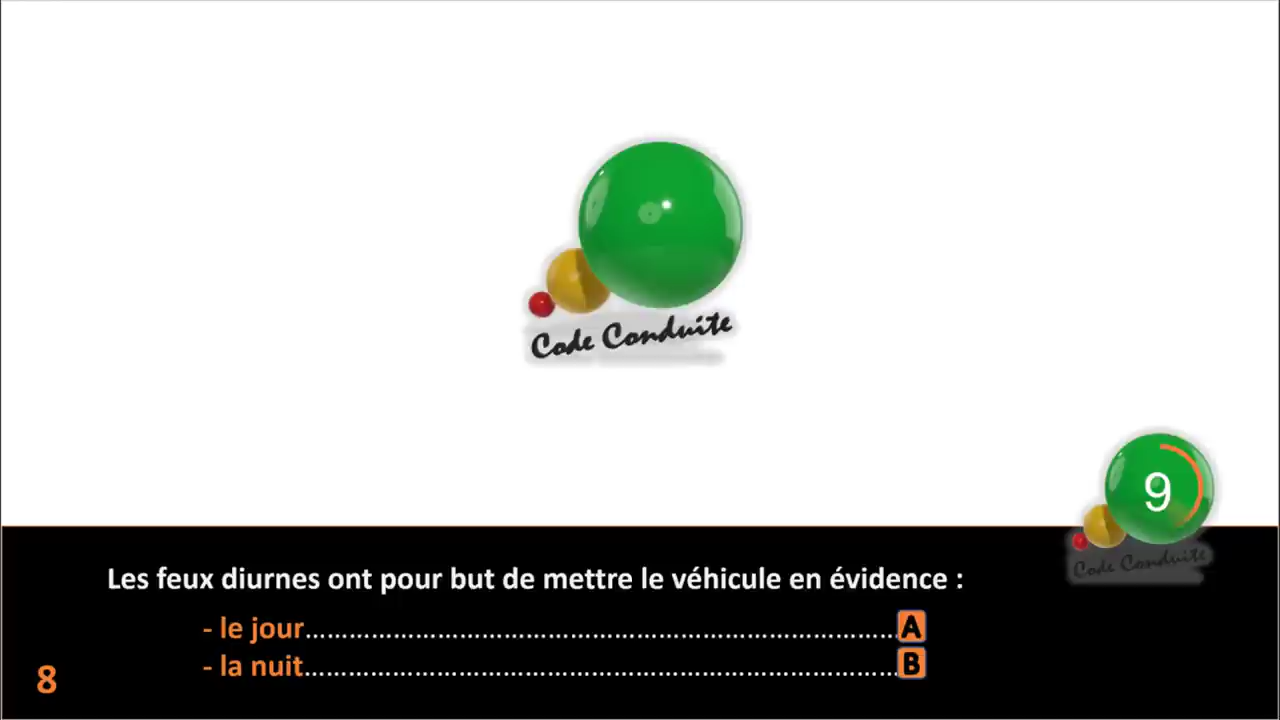 Code Conduite
9
Code Conduite
Les feux diurnes ont pour but de mettre le véhicule en évidence :
- le jour................................................................................A
- la nuit................................................................................B
8